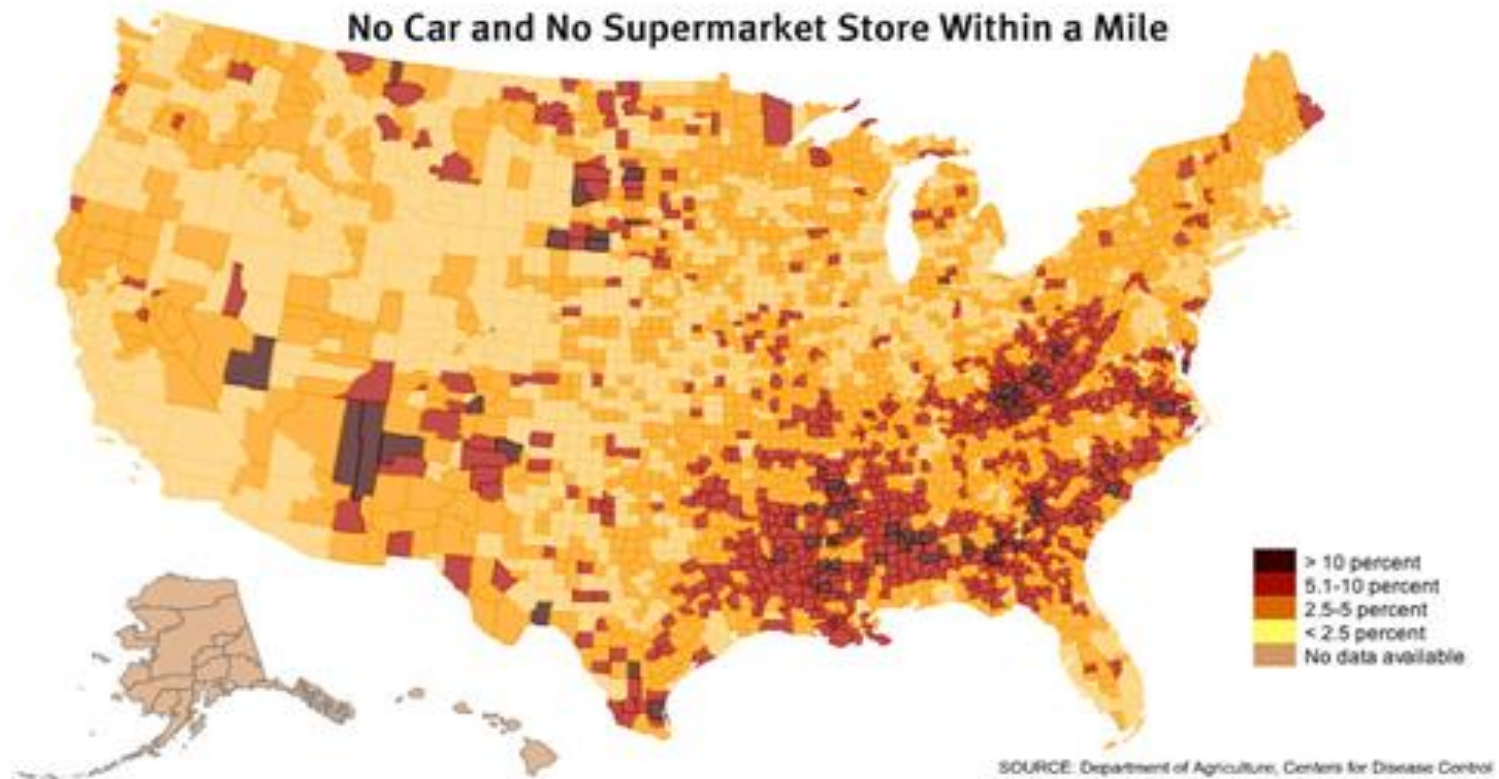 No Car and No Supermarket Store Within a Mile
> 10 percent
5.1-10 percent
2.5-5 percent
< 2.5 percent
No data available
SOURCE: Department of Agriculture, Centers for Disease Control